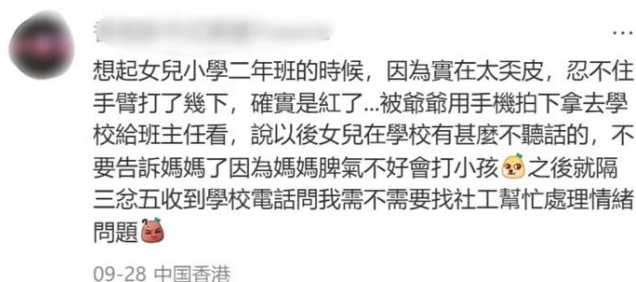 想起女兒小學二年班的時候，因為實在太奀皮，忍不住
手臂打了幾下，確實是紅了...被爺爺用手機拍下拿去學
校給班主任看，說以後女兒在學校有甚麼不聽話的，不
要告訴媽媽了因為媽媽脾氣不好會打小孩之後就隔
三忿五收到學校電話問我需不需要找社工幫忙處理情緒
問題
09-28 中国香港